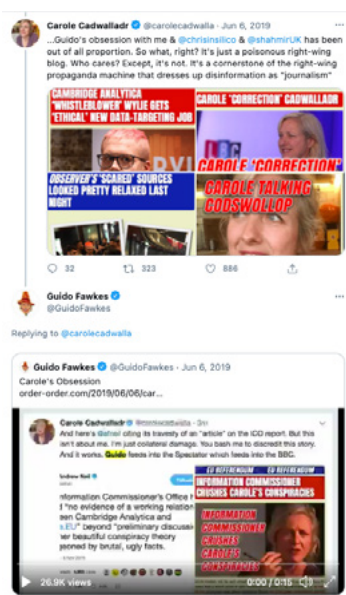 Carole Cadwalladr @carolecadwalla · Jun 6, 2019
...Guido's obsession with me & @chrisinsilico & @shahmirUK has been
out of all proportion. So what, right? It's just a poisonous right-wing
blog. Who cares? Except, it's not. It's a cornerstone of the right-wing
propaganda machine that dresses up disinformation as "journalism"
CAMBRIDGE ANALYTICA
'WHISTLEBLOWER' WYLIE GETS
'ETHICAL' NEW DATA-TARGETING JOB
CAROLE 'CORRECTION' CADWALLADR
LBC
CAROLE 'CORRECTION'
OBSERVER'S 'SCARED' SOURCES
LOOKED PRETTY RELAXED LAST
NIGHT
CAROLE TALKING
CODSWOLLOP
32 323 886
Guido Fawkes
@GuidoFawkes
Replying to @carolecadwalla
Guido Fawkes @GuidoFawkes · Jun 6, 2019
Carole's Obsession
order-order.com/2019/06/06/car...
Carole Cadwalladr
And here's @afneil citing its travesty of an "article" on the ICO report. But this
isn't about me. I'm just collateral damage. You bash me to discredit this story.
And it works. Guido feeds into the Spectator which feeds into the BBC.
Andrew Neil
nformation Commissioner's Office h
"no evidence of a working relation
een Cambridge Analytica and
"beyond "preliminary discussi
er beautiful conspiracy theory
by brutal, ugly facts.
EU REFERENDUM EU REFERENDUM
INFORMATION COMMISSIONER
CRUSHES CAROLE'S CONSPIRACIES
INFORMATION
COMMISSIONER
CRUSHES
CAROLE'S
CONSPIRACIES
26.9K views
0:00 / 0:15